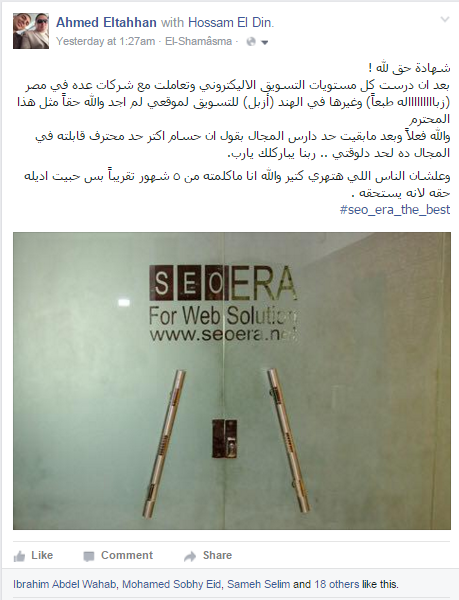 Ahmed Eltahhan with Hossam El Din.
Yesterday at 1:27am · El-Shamâsma ·
شهادة حق لله !
بعد ان درست كل مستويات التسويق الاليكتروني وتعاملت مع شركات عده في مصر
(زبااااااااااله طبعاً) وغيرها في الهند (أزبل) للتسويق لموقعي لم اجد والله حقاً مثل هذا
المحترم
والله فعلاً وبعد مابقيت حد دارس المجال بقول ان حسام اكتر حد محترف قابلته في
المجال ده لحد دلوقتي .. ربنا يباركلك يارب.
وعلشان الناس اللي هتهري كتير والله انا ماكلمته من ٥ شهور تقريباً بس حبيت اديله
حقه لانه يستحقه .
#seo_era_the_best
SEOERA
For Web Solution
www.seoera.net
Like Comment Share
Ibrahim Abdel Wahab, Mohamed Sobhy Eid, Sameh Selim and 18 others like this.